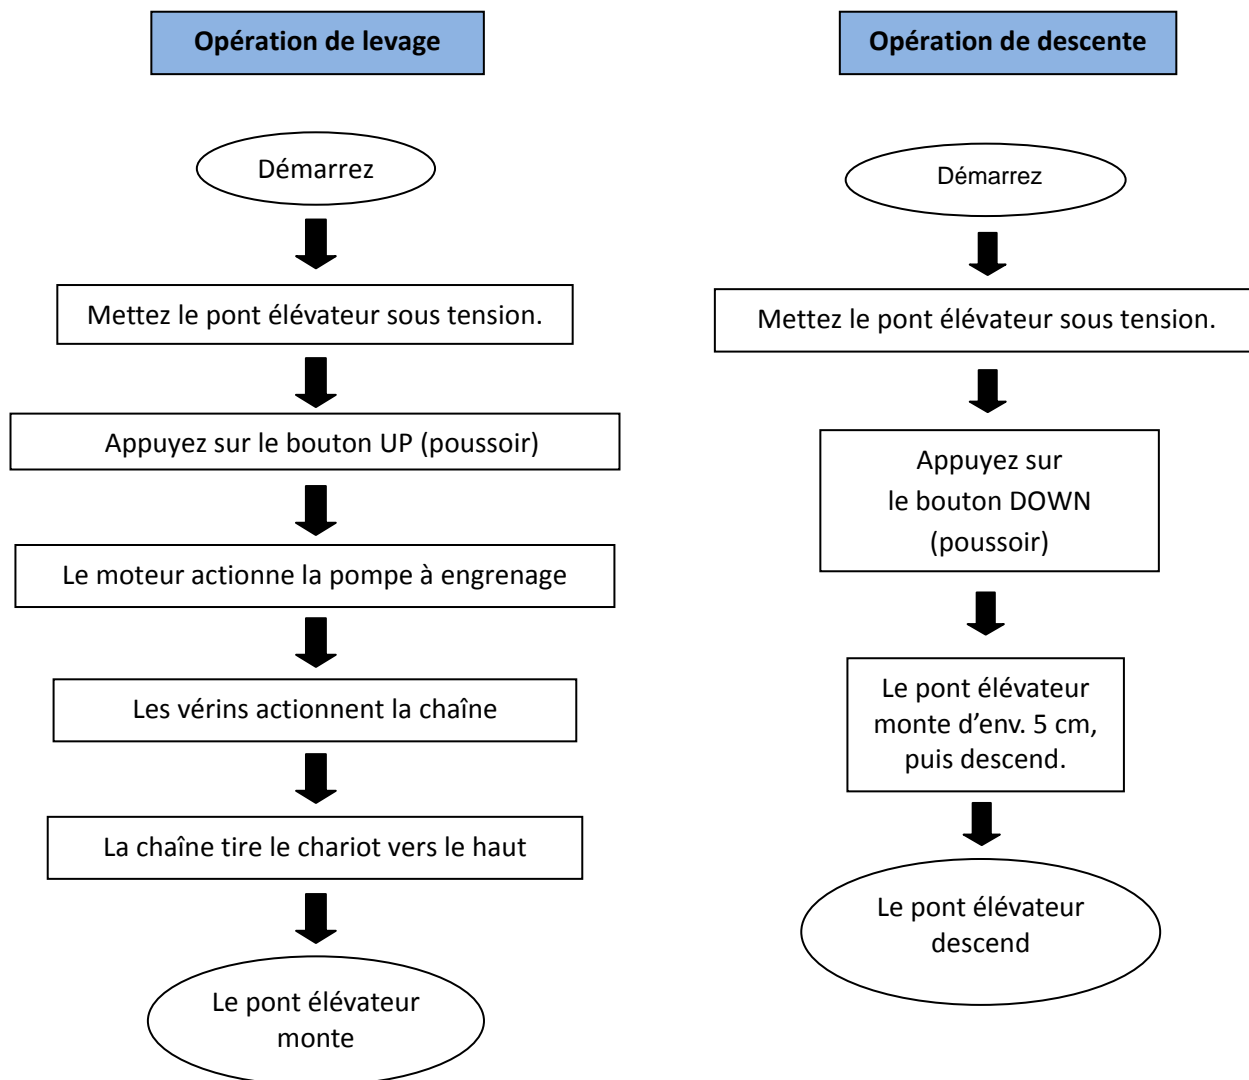 Opération de levage
Démarrez
Mettez le pont élévateur sous tension.
Appuyez sur le bouton UP (poussoir)
Le moteur actionne la pompe à engrenage
Les vérins actionnent la chaîne
La chaîne tire le chariot vers le haut
Le pont élévateur
monte
Opération de descente
Démarrez
Mettez le pont élévateur sous tension.
Appuyez sur
le bouton DOWN
(poussoir)
Le pont élévateur
monte d’env. 5 cm,
puis descend.
Le pont élévateur
descend